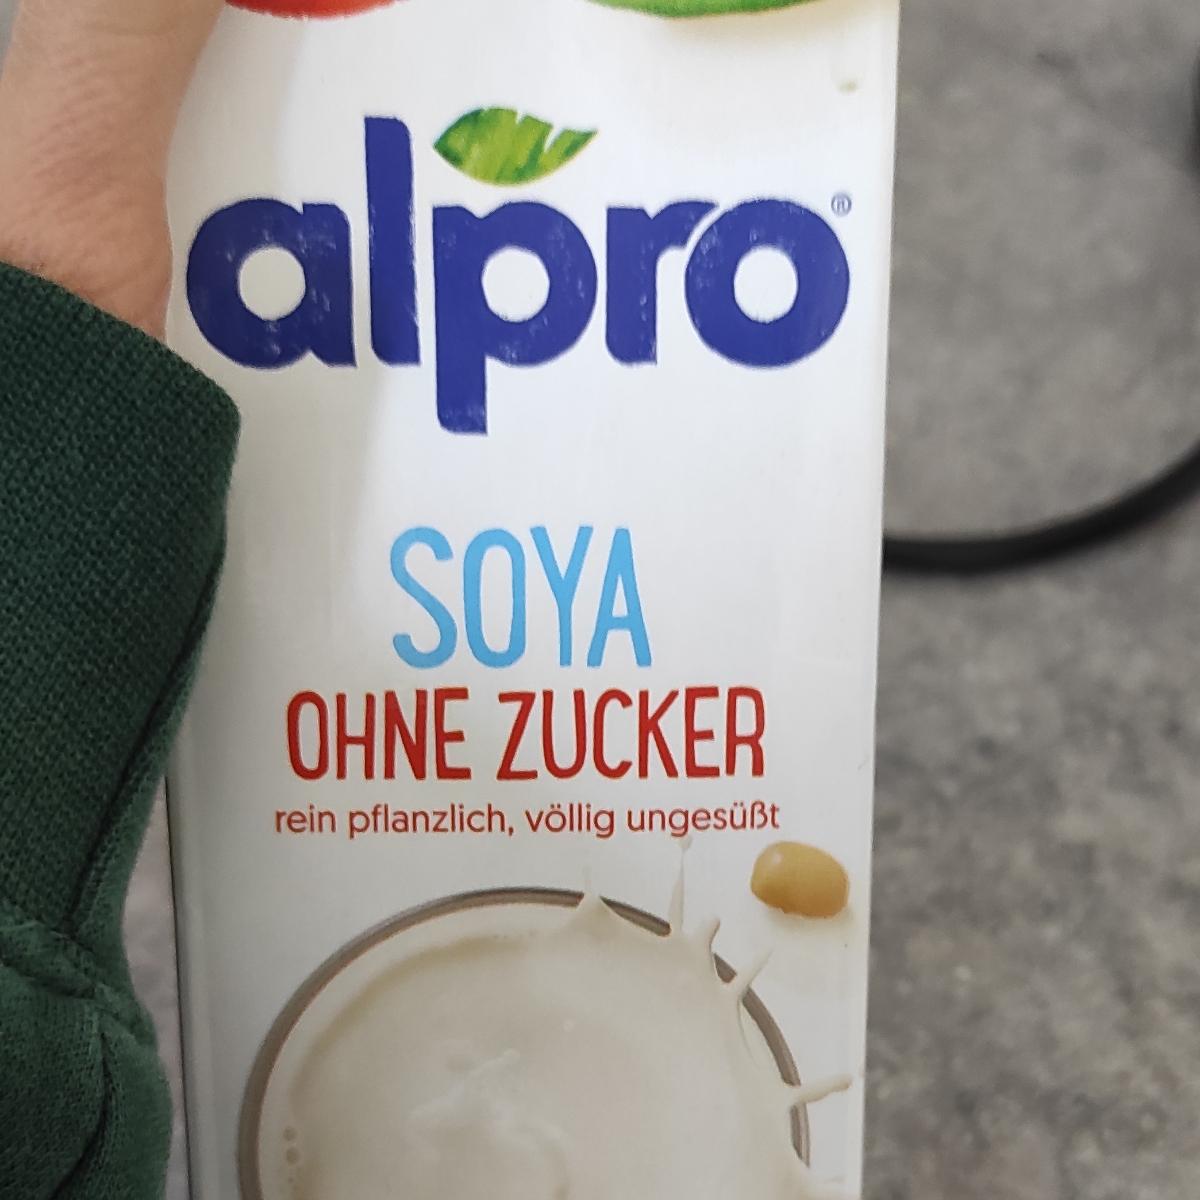 alpro®
SOYA
OHNE ZUCKER
rein pflanzlich, völlig ungesüßt